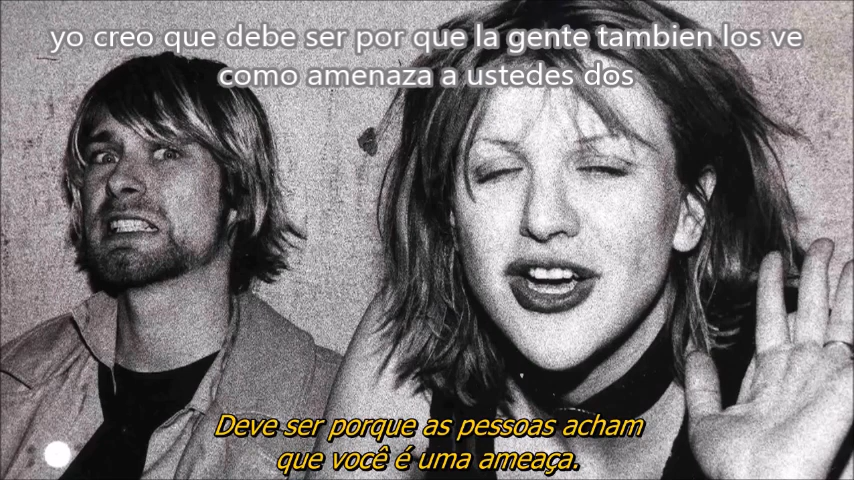 yo creo que debe ser por que la gente tambien los ve
como amenaza a ustedes dos
Deve ser porque as pessoas acham
que você é uma ameaça.